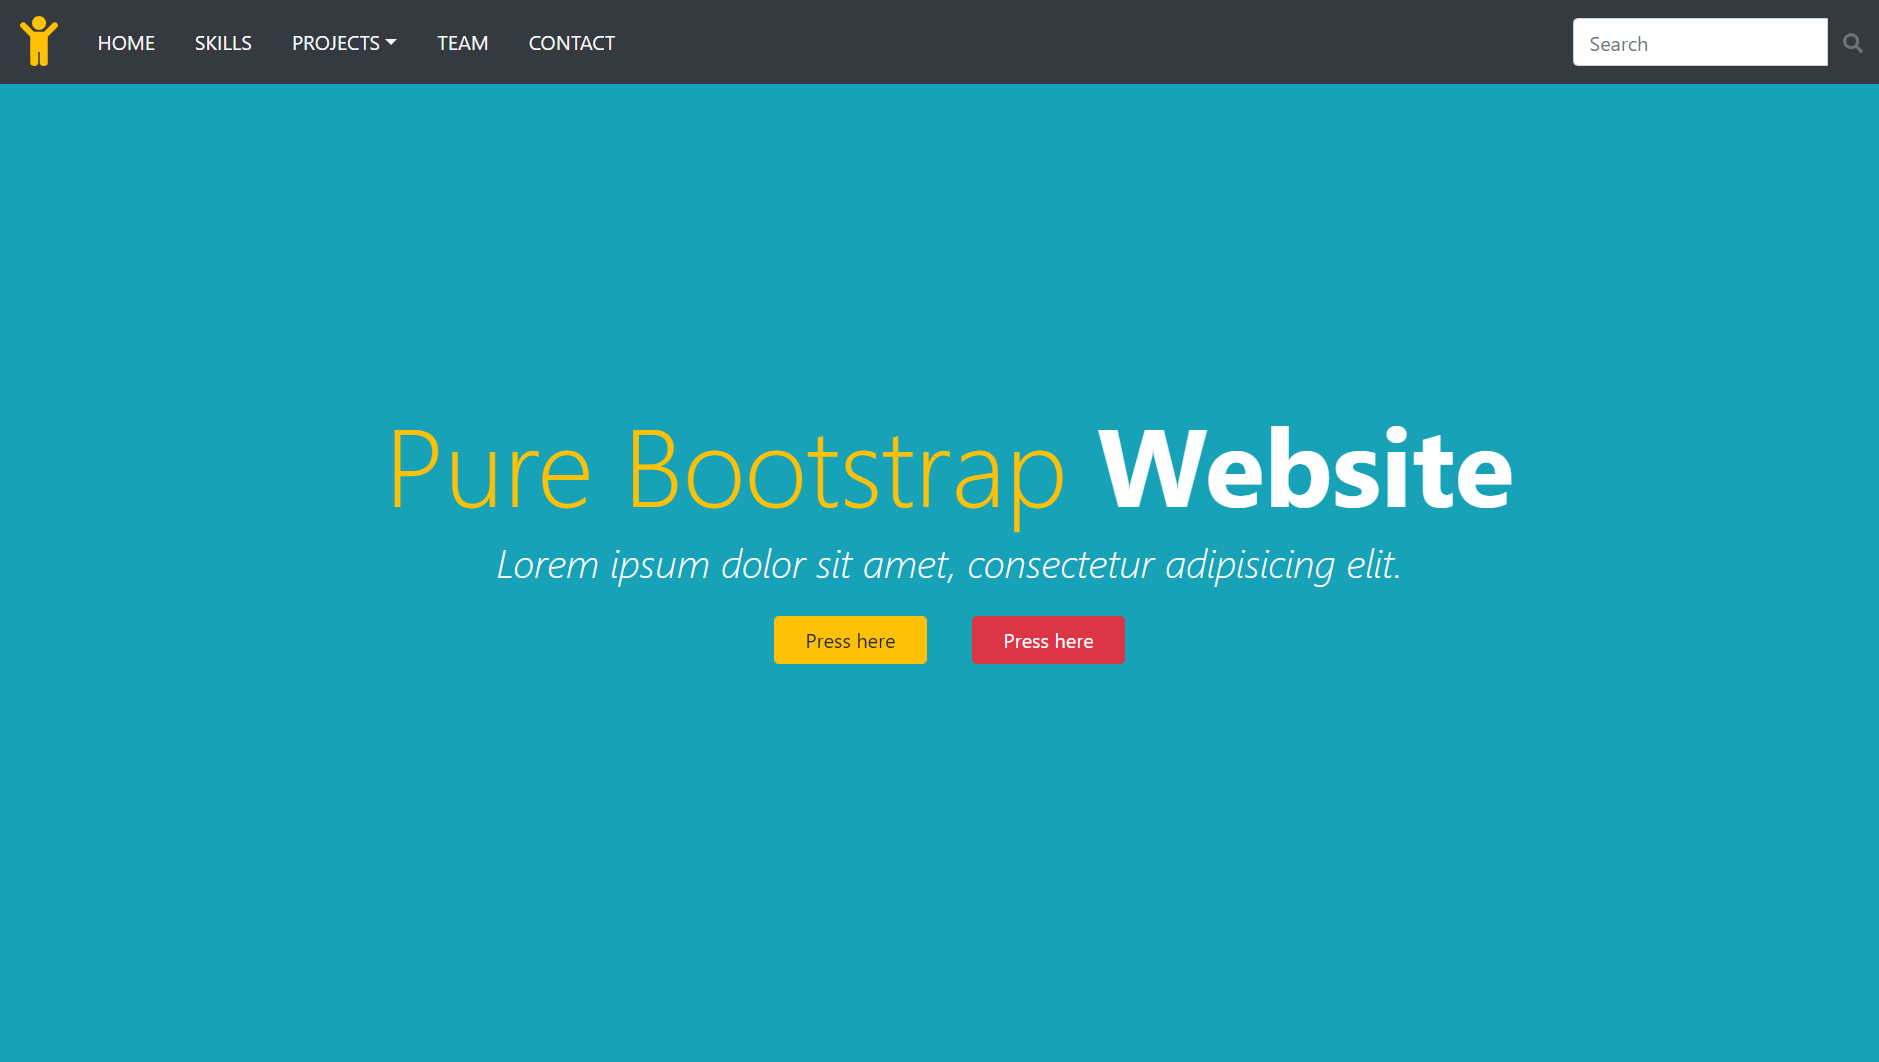 HOME SKILLS PROJECTS TEAM CONTACT Search
Pure Bootstrap Website
Lorem ipsum dolor sit amet, consectetur adipisicing elit.
Press here Press here